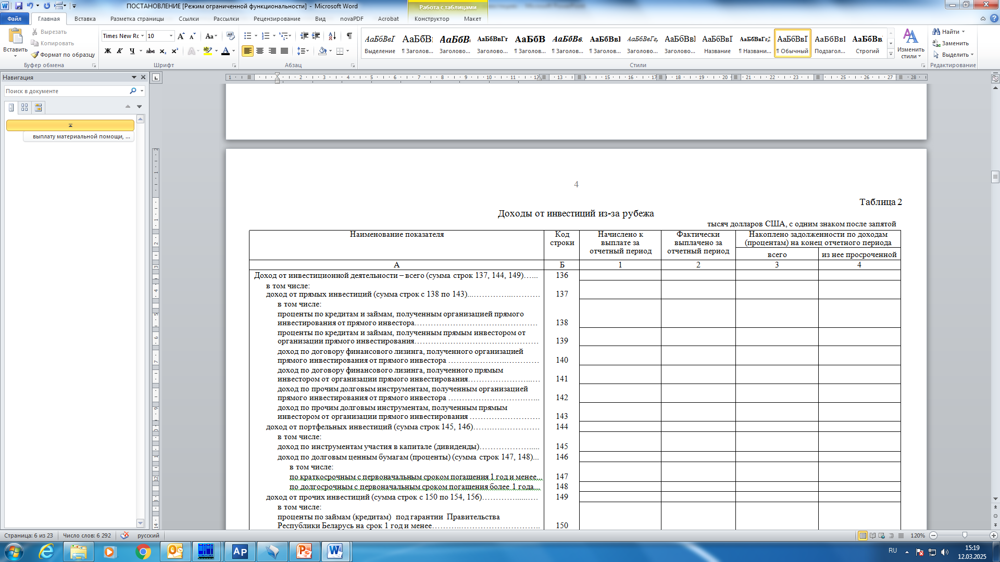 ПОСТАНОВЛЕНИЕ [Режим ограниченной функциональности] - Microsoft Word
Работа с таблицами
Файл Главная Вставка Разметка страницы Ссылки Рассылки Рецензирование Вид novaPDF Acrobat Конструктор Макет
Вставить
Вырезать
Копировать
Формат по образцу
Буфер обмена
Times New Rc 10
Шрифт
Абзац
Выделение ¶ Заголов... Заголово... Заголово... ¶ Заголов... ¶ Заголов... ¶ Заголов... Заголово... Заголово... Название ¶ Названи... ¶ Обычный Подзагол... Строгий
Стили
Изменить стили
Найти
Заменить
Выделить
Редактирование
Навигация
Поиск в документе
выплату материальной помощи, ...
4
Таблица 2
Доходы от инвестиций из-за рубежа
тысяч долларов США, с одним знаком после запятой
Наименование показателя
Код строки
Начислено к выплате за отчетный период
Фактически выплачено за отчетный период
Накоплено задолженности по доходам (процентам) на конец отчетного периода
всего
из нее просроченной
А Б 1 2 3 4
Доход от инвестиционной деятельности – всего (сумма строк 137, 144, 149)…... 136
в том числе:
доход от прямых инвестиций (сумма строк с 138 по 143)...…………...……… 137
в том числе:
проценты по кредитам и займам, полученным организацией прямого
инвестирования от прямого инвестора……………………………………… 138
проценты по кредитам и займам, полученным прямым инвестором от
организации прямого инвестирования……………………………………… 139
доход по договору финансового лизинга, полученного организацией
прямого инвестирования от прямого инвестора ……….………..………… 140
доход по договору финансового лизинга, полученного прямым
инвестором от организации прямого инвестирования…………………...… 141
доход по прочим долговым инструментам, полученным организацией
прямого инвестирования от прямого инвестора ………………………….... 142
доход по прочим долговым инструментам, полученным прямым
инвестором от организации прямого инвестирования …………………… 143
доход от портфельных инвестиций (сумма строк 145, 146)…………………… 144
в том числе:
доход по инструментам участия в капитале (дивиденды)………………...... 145
доход по долговым ценным бумагам (проценты) (сумма строк 147, 148)... 146
в том числе:
по краткосрочным с первоначальным сроком погашения 1 год и менее... 147
по долгосрочным с первоначальным сроком погашения более 1 года... 148
доход от прочих инвестиций (сумма строк с 150 по 154, 156)…………......… 149
в том числе:
проценты по займам (кредитам) под гарантии Правительства
Республики Беларусь на срок 1 год и менее……….…………………….. 150
Страница: 6 из 23 Число слов: 6 292 русский 120%
RU 15:19
12.03.2025